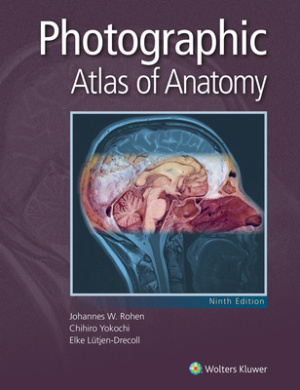 Photographic
Atlas of Anatomy
Ninth Edition
Johannes W. Rohen
Chihiro Yokochi
Elke Lütjen-Drecoll
Wolters Kluwer